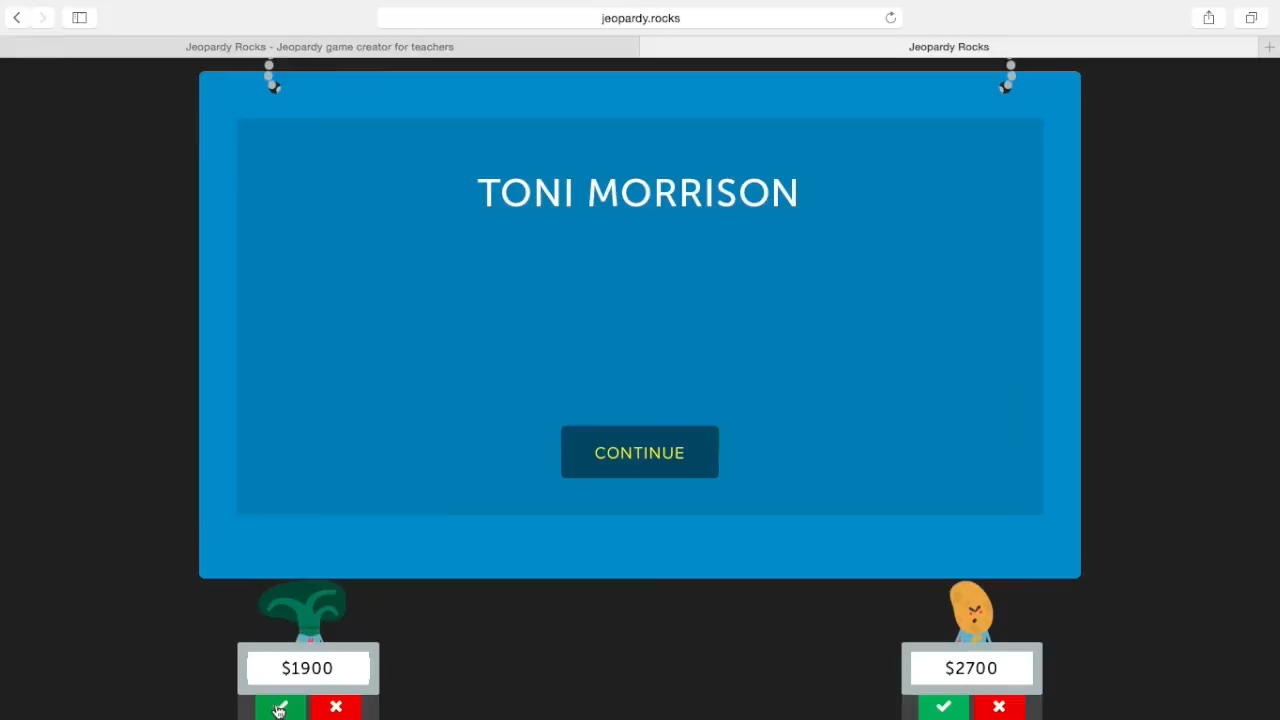 jeopardy.rocks
Jeopardy Rocks - Jeopardy game creator for teachers
Jeopardy Rocks
TONI MORRISON
CONTINUE
$1900
$2700